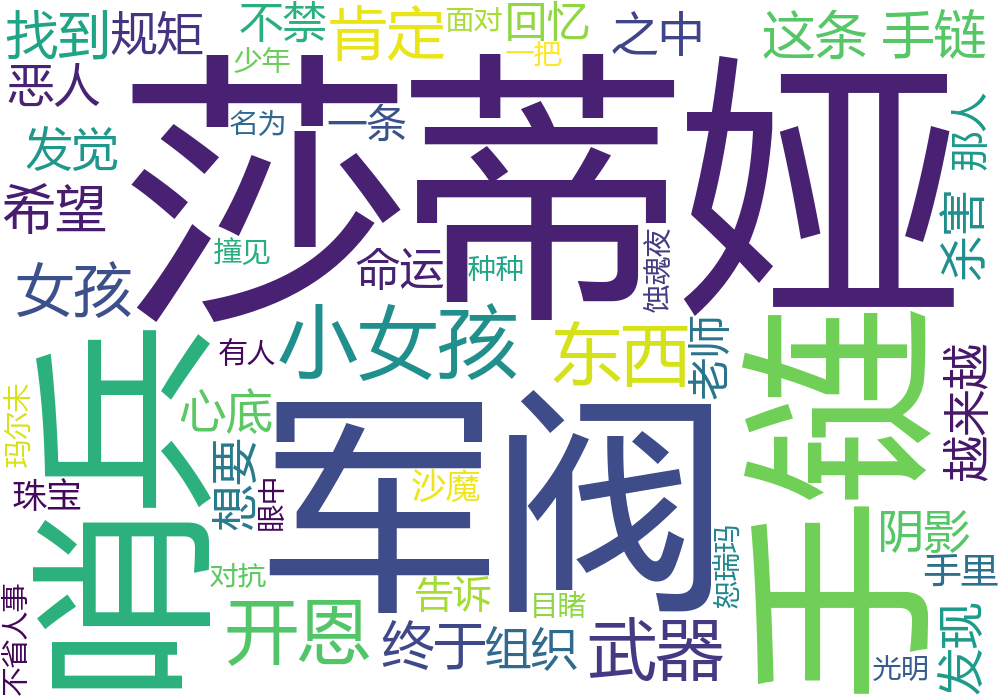 找到
规矩
不禁
肯定
面对
回忆
之中
这条
手链
少年
一把
恶人
莎蒂娅
名为
一条
那人
发觉
希望
杀害
撞见
命运
种种
蚀魂夜
女孩
小女孩
东西
老师
手链
有人
哨兵
越来越
玛尔末
心底
军阀
想要
珠宝
眼中
沙魔
阴影
怨瑞玛
手里
对抗
告诉
目睹
不省人事
开恩
终于
组织
武器
光明
发现